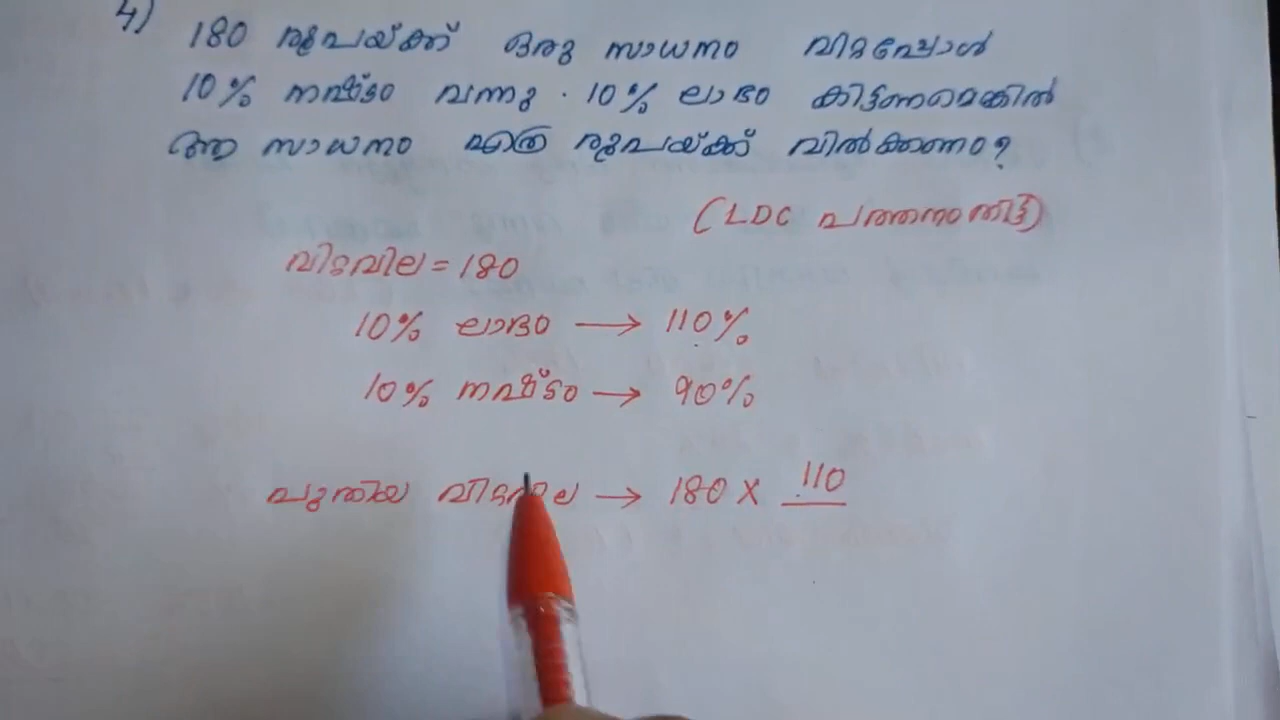 4) 180 രൂപയ്ക്ക് ഒരു സാധനം വിറ്റപ്പോൾ
10% നഷ്ടം വന്നു. 10% ലാഭം കിട്ടണമെങ്കിൽ
ആ സാധനം എത്ര രൂപയ്ക്ക് വിൽക്കണം?
(LDC പത്തനംതിട്ട)
വിറ്റവില = 180
10% ലാഭം → 110%
10% നഷ്ടം → 90%
പുതിയ വിറ്റവില → 180 × 110